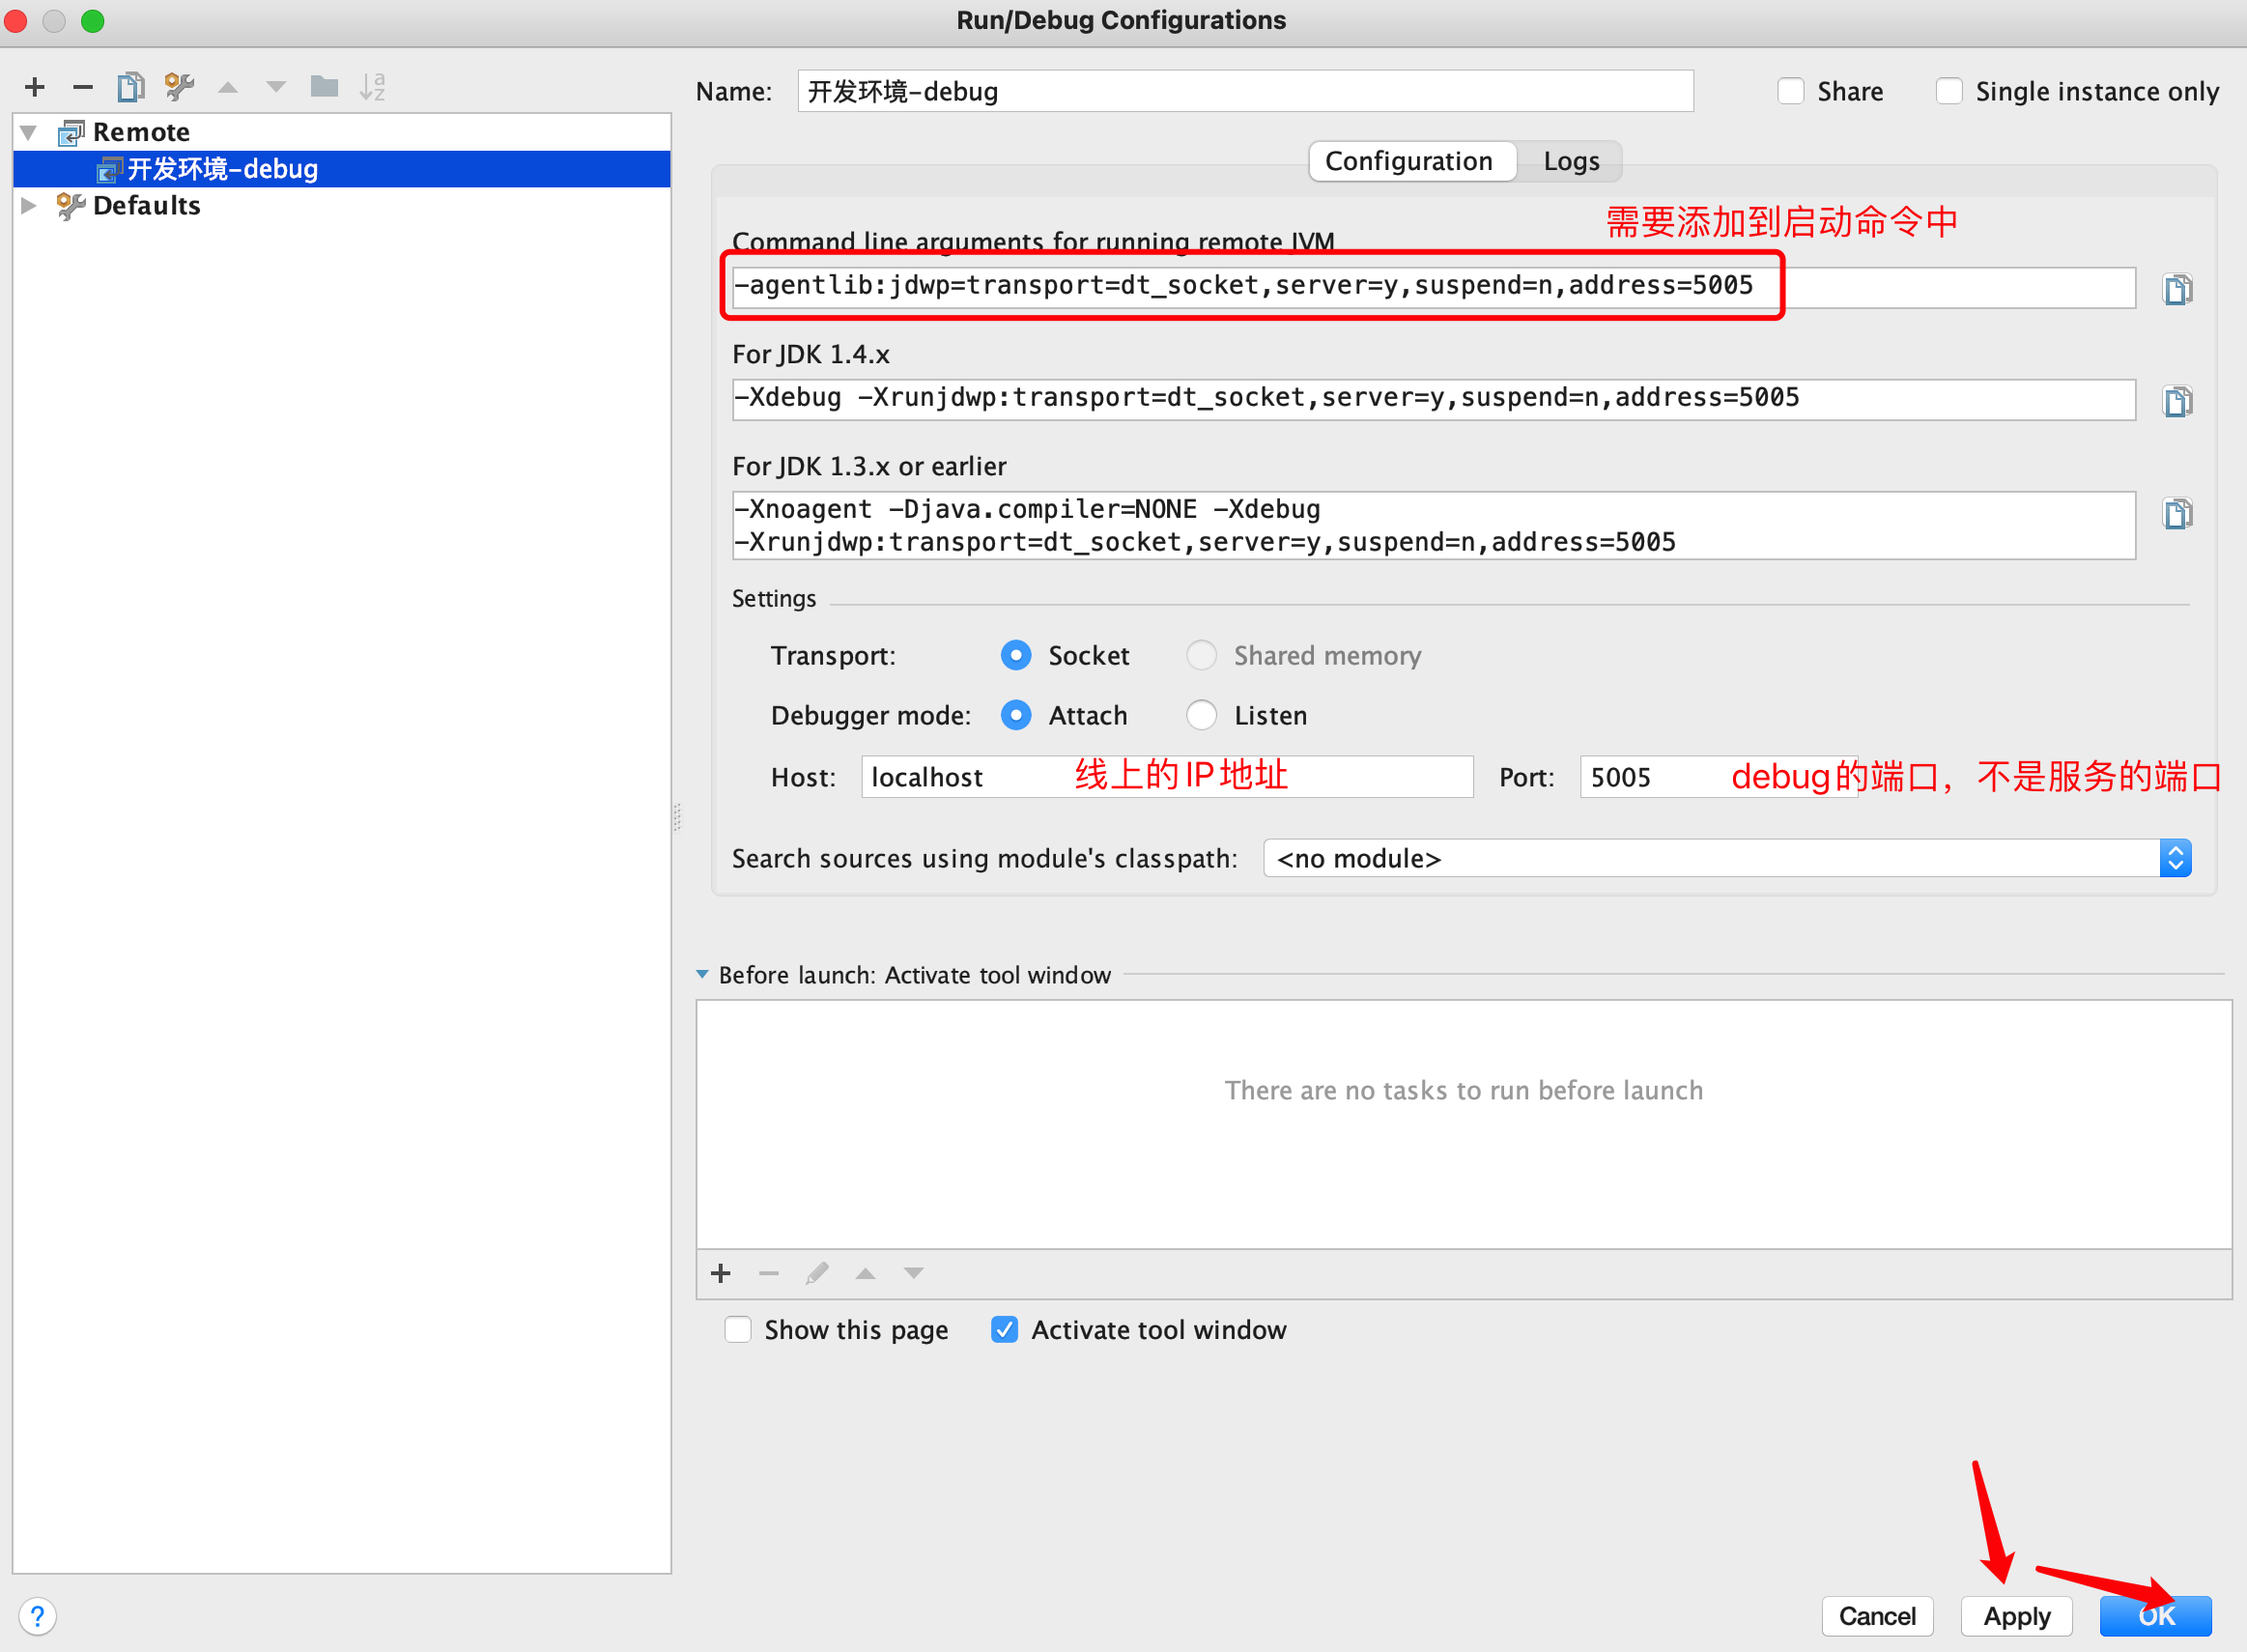 Run/Debug Configurations
Name: 开发环境-debug
Share
Single instance only
Remote
开发环境-debug
Defaults
Configuration
Logs
需要添加到启动命令中
Command line arguments for running remote JVM
-agentlib:jdwp=transport=dt_socket,server=y,suspend=n,address=5005
For JDK 1.4.x
-Xdebug -Xrunjdwp:transport=dt_socket,server=y,suspend=n,address=5005
For JDK 1.3.x or earlier
-Xnoagent -Djava.compiler=NONE -Xdebug
-Xrunjdwp:transport=dt_socket,server=y,suspend=n,address=5005
Settings
Transport: Socket Shared memory
Debugger mode: Attach Listen
Host: localhost 线上的IP地址 Port: 5005 debug的端口，不是服务的端口
Search sources using module's classpath: <no module>
Before launch: Activate tool window
There are no tasks to run before launch
Show this page Activate tool window
?
Cancel Apply OK